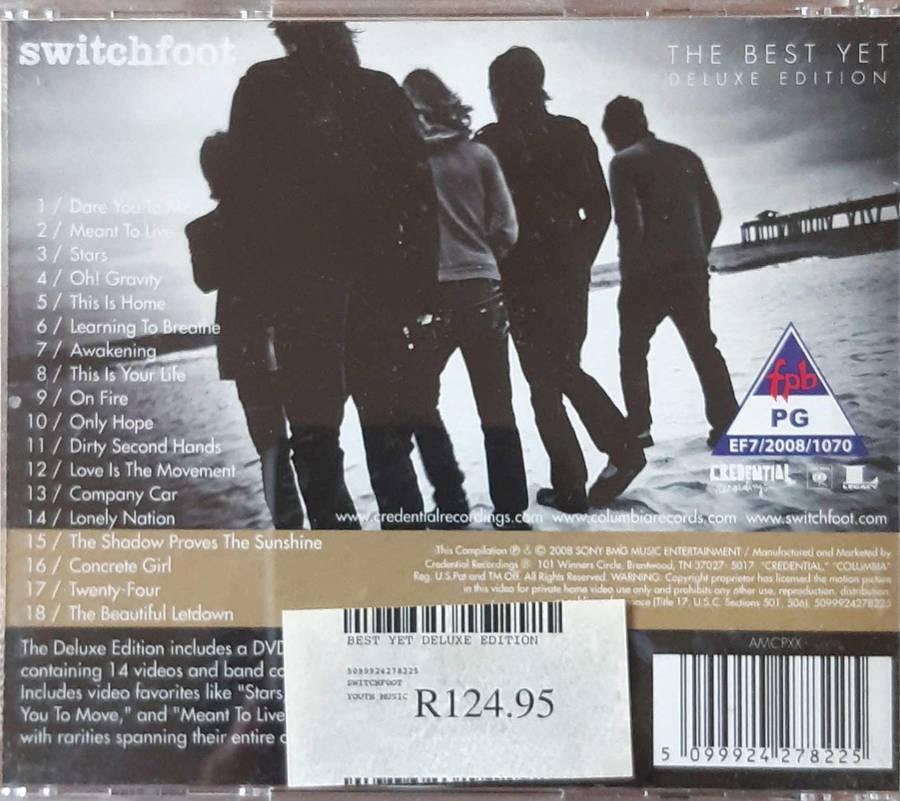 switchfoot
THE BEST YET
DELUXE EDITION
1 / Dare You To Move
2 / Meant To Live
3 / Stars
4 / Oh! Gravity
5 / This Is Home
6 / Learning To Breathe
7 / Awakening
8 / This Is Your Life
9 / On Fire
10 / Only Hope
11 / Dirty Second Hands
12 / Love Is The Movement
13 / Company Car
14 / Lonely Nation
15 / The Shadow Proves The Sunshine
16 / Concrete Girl
17 / Twenty-Four
18 / The Beautiful Letdown
fpb
PG
EF7/2008/1070
CREDENTIAL
recordings
LEGACY
www.credentialrecordings.com www.columbiarecords.com www.switchfoot.com
This Compilation ℗ & © 2008 SONY BMG MUSIC ENTERTAINMENT / Manufactured and Marketed by
Credential Recordings ® 101 Winners Circle, Brentwood, TN 37027- 5017. "CREDENTIAL," "COLUMBIA"
Reg. U.S.Pat and TM Off. All Rights Reserved. WARNING: Copyright proprietor has licensed the motion picture
in this video for private home video use only and prohibits any other use, reproduction, distribution,
(Title 17, U.S.C. Sections 501, 506). 5099924278225
The Deluxe Edition includes a DVD
containing 14 videos and band
Includes video favorites like "Stars
You To Move," and "Meant To Live
with rarities spanning their entire
BEST YET DELUXE EDITION
5099924278225
SWITCHFOOT
YOUTH MUSIC
R124.95
AMCPXX
5 099924 278225